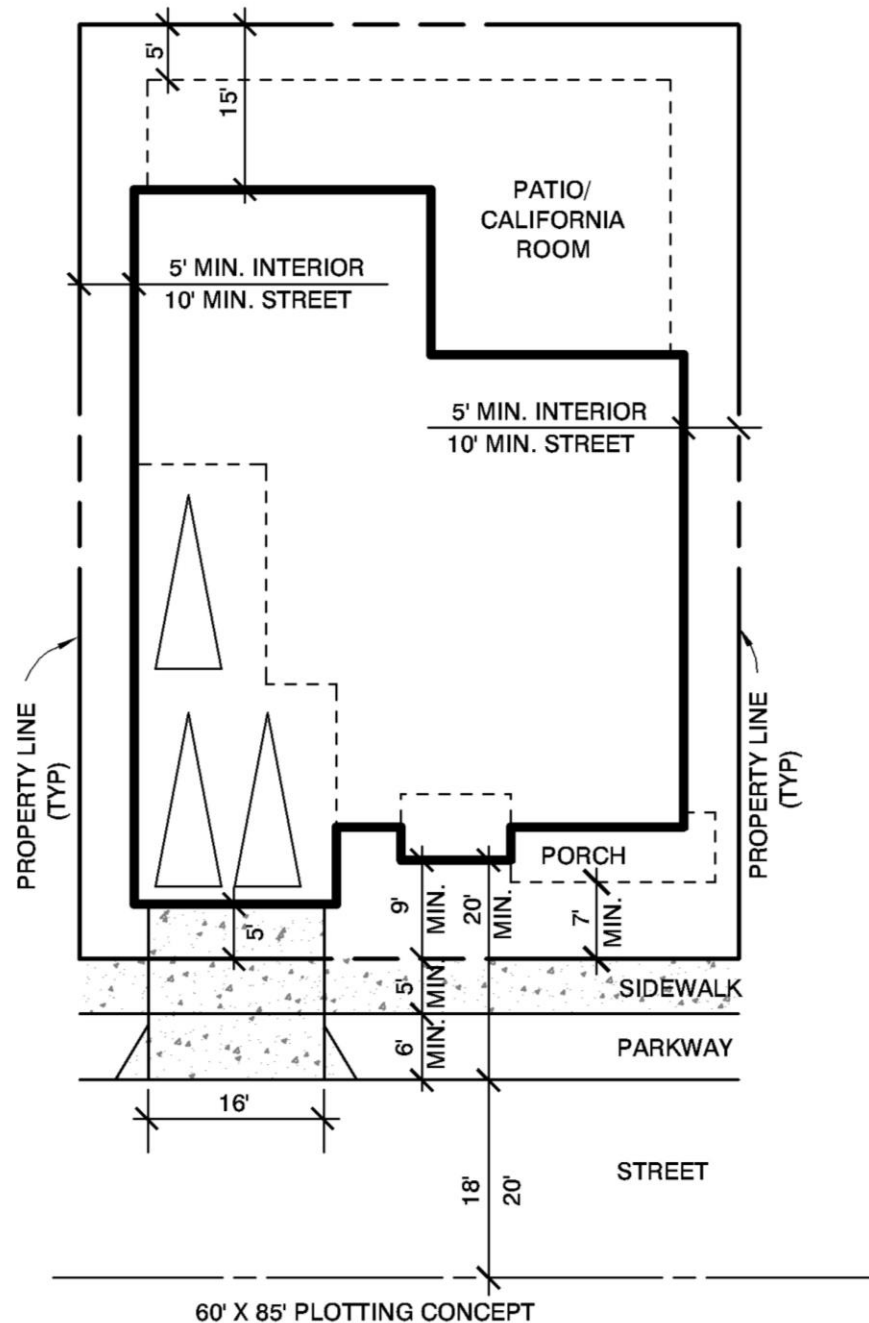 5'
15'
PATIO/
CALIFORNIA
ROOM
5' MIN. INTERIOR
10' MIN. STREET
5' MIN. INTERIOR
10' MIN. STREET
PROPERTY LINE
(TYP)
PROPERTY LINE
(TYP)
PORCH
5'
9'
MIN.
20'
MIN.
7'
MIN.
5'
MIN.
SIDEWALK
6'
MIN.
PARKWAY
16'
18'
20'
STREET
60' X 85' PLOTTING CONCEPT